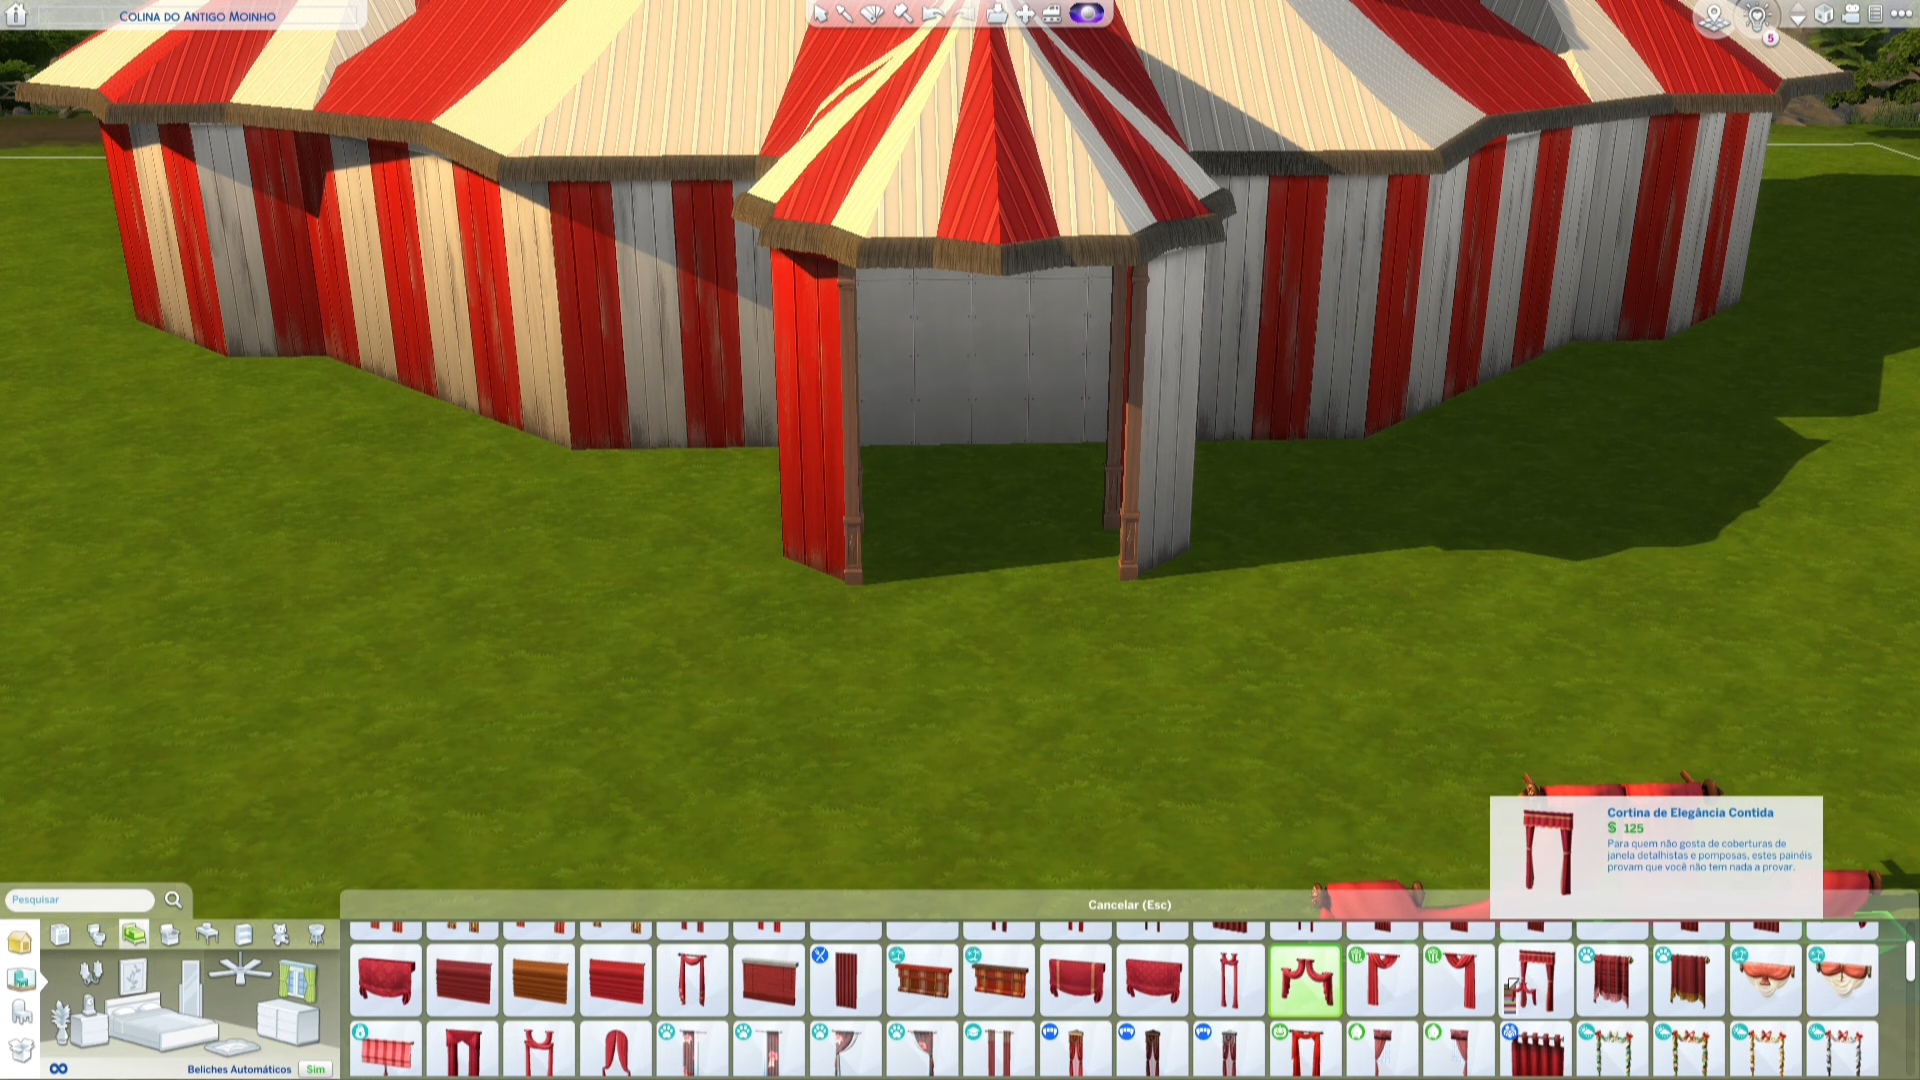 Colina do Antigo Moinho
5
Cortina de Elegância Contida
§ 125
Para quem não gosta de coberturas de
janela detalhistas e pomposas, estes painéis
provam que você não tem nada a provar.
Pesquisar
Cancelar (Esc)
Beliches Automáticos Sim